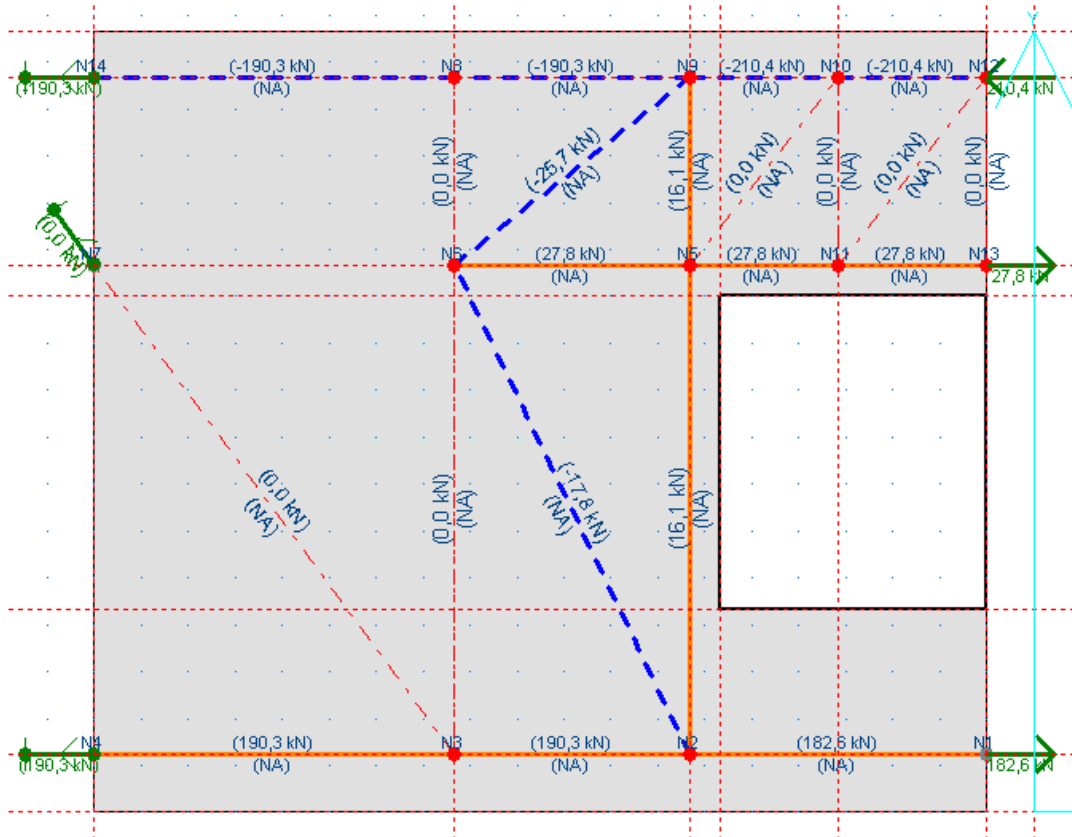 Y
N14
(-190,3 kN)
(NA)
N8
(-190,3 kN)
(NA)
N9
(-210,4 kN)
(NA)
N10
(-210,4 kN)
(NA)
N12
(-190,3 kN)
210,4 kN
(0,0 kN)
(NA)
(-25,7 kN)
(NA)
(16,1 kN)
(NA)
(0,0 kN)
(NA)
(0,0 kN)
(NA)
(0,0 kN)
(NA)
(0,0 kN)
(NA)
(0,0 kN)
N7
N6
(27,8 kN)
(NA)
N5
(27,8 kN)
(NA)
N11
(27,8 kN)
(NA)
N13
27,8 kN
(0,0 kN)
(NA)
(0,0 kN)
(NA)
(-17,8 kN)
(NA)
(16,1 kN)
(NA)
N4
(190,3 kN)
(NA)
N3
(190,3 kN)
(NA)
N2
(182,6 kN)
(NA)
N1
(190,3 kN)
182,6 kN